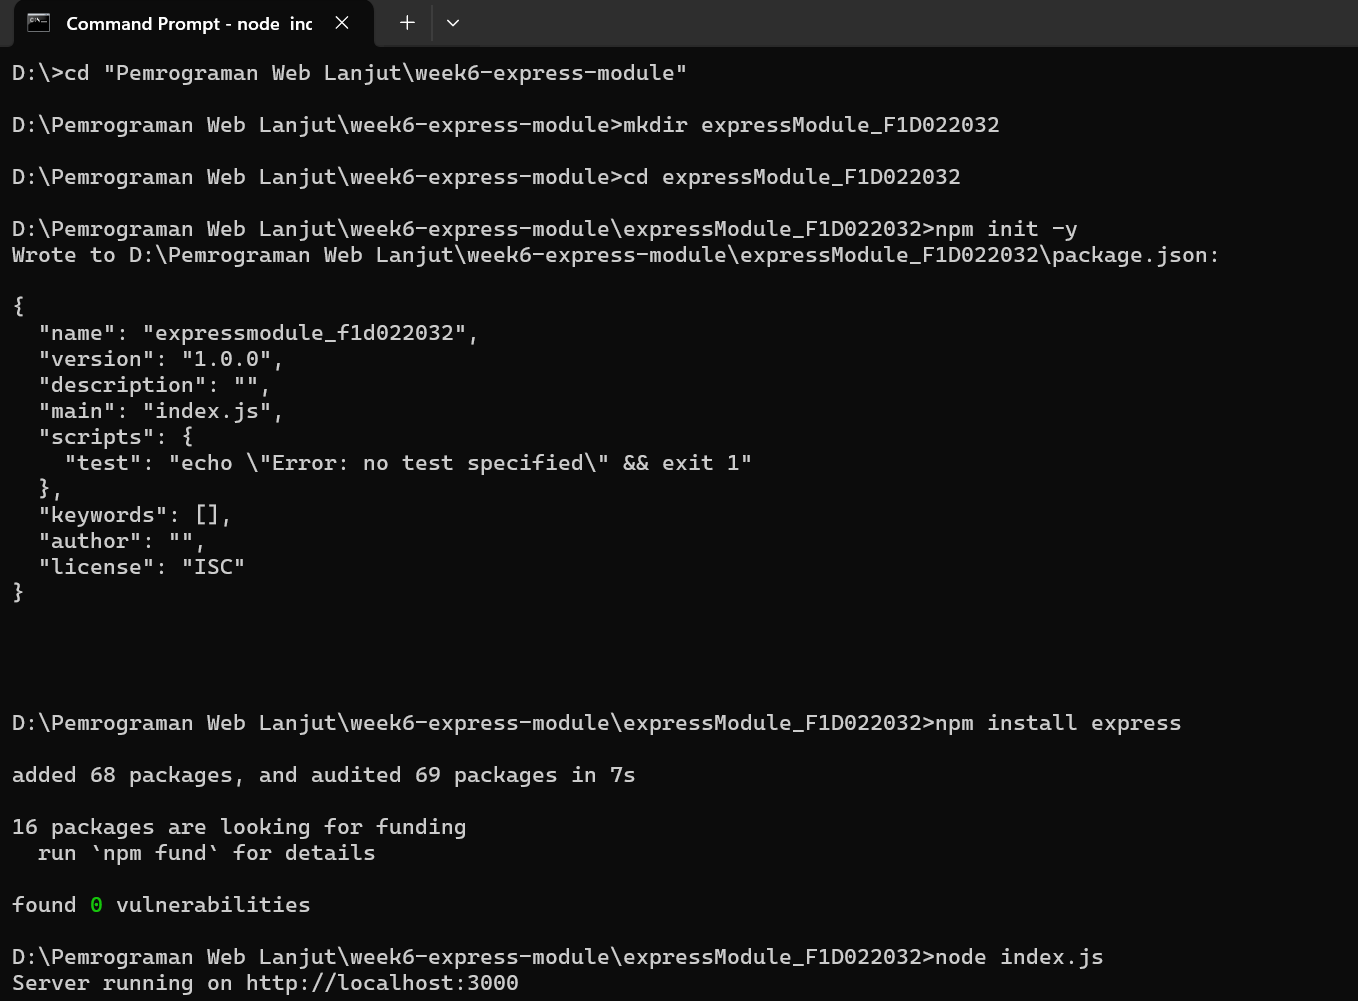 Command Prompt - node  inc
D:\>cd "Pemrograman Web Lanjut\week6-express-module"
D:\Pemrograman Web Lanjut\week6-express-module>mkdir expressModule_F1D022032
D:\Pemrograman Web Lanjut\week6-express-module>cd expressModule_F1D022032
D:\Pemrograman Web Lanjut\week6-express-module\expressModule_F1D022032>npm init -y
Wrote to D:\Pemrograman Web Lanjut\week6-express-module\expressModule_F1D022032\package.json:
{
  "name": "expressmodule_f1d022032",
  "version": "1.0.0",
  "description": "",
  "main": "index.js",
  "scripts": {
    "test": "echo \"Error: no test specified\" && exit 1"
  },
  "keywords": [],
  "author": "",
  "license": "ISC"
}
D:\Pemrograman Web Lanjut\week6-express-module\expressModule_F1D022032>npm install express
added 68 packages, and audited 69 packages in 7s
16 packages are looking for funding
  run `npm fund` for details
found 0 vulnerabilities
D:\Pemrograman Web Lanjut\week6-express-module\expressModule_F1D022032>node index.js
Server running on http://localhost:3000